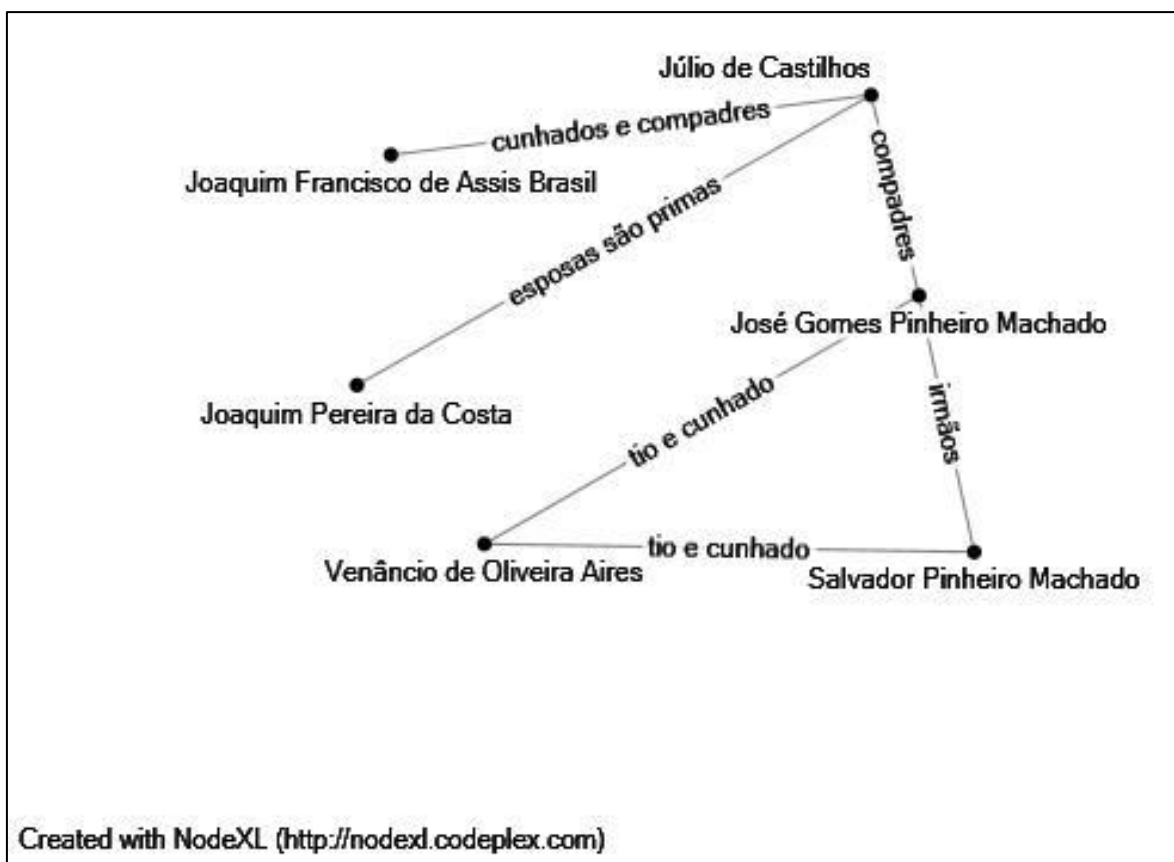 Júlio de Castilhos
cunhados e compadres
Joaquim Francisco de Assis Brasil
compadres
esposas são primas
José Gomes Pinheiro Machado
Joaquim Pereira da Costa
irmãos
tio e cunhado
tio e cunhado
Venâncio de Oliveira Aires
Salvador Pinheiro Machado
Created with NodeXL (http://nodexl.codeplex.com)